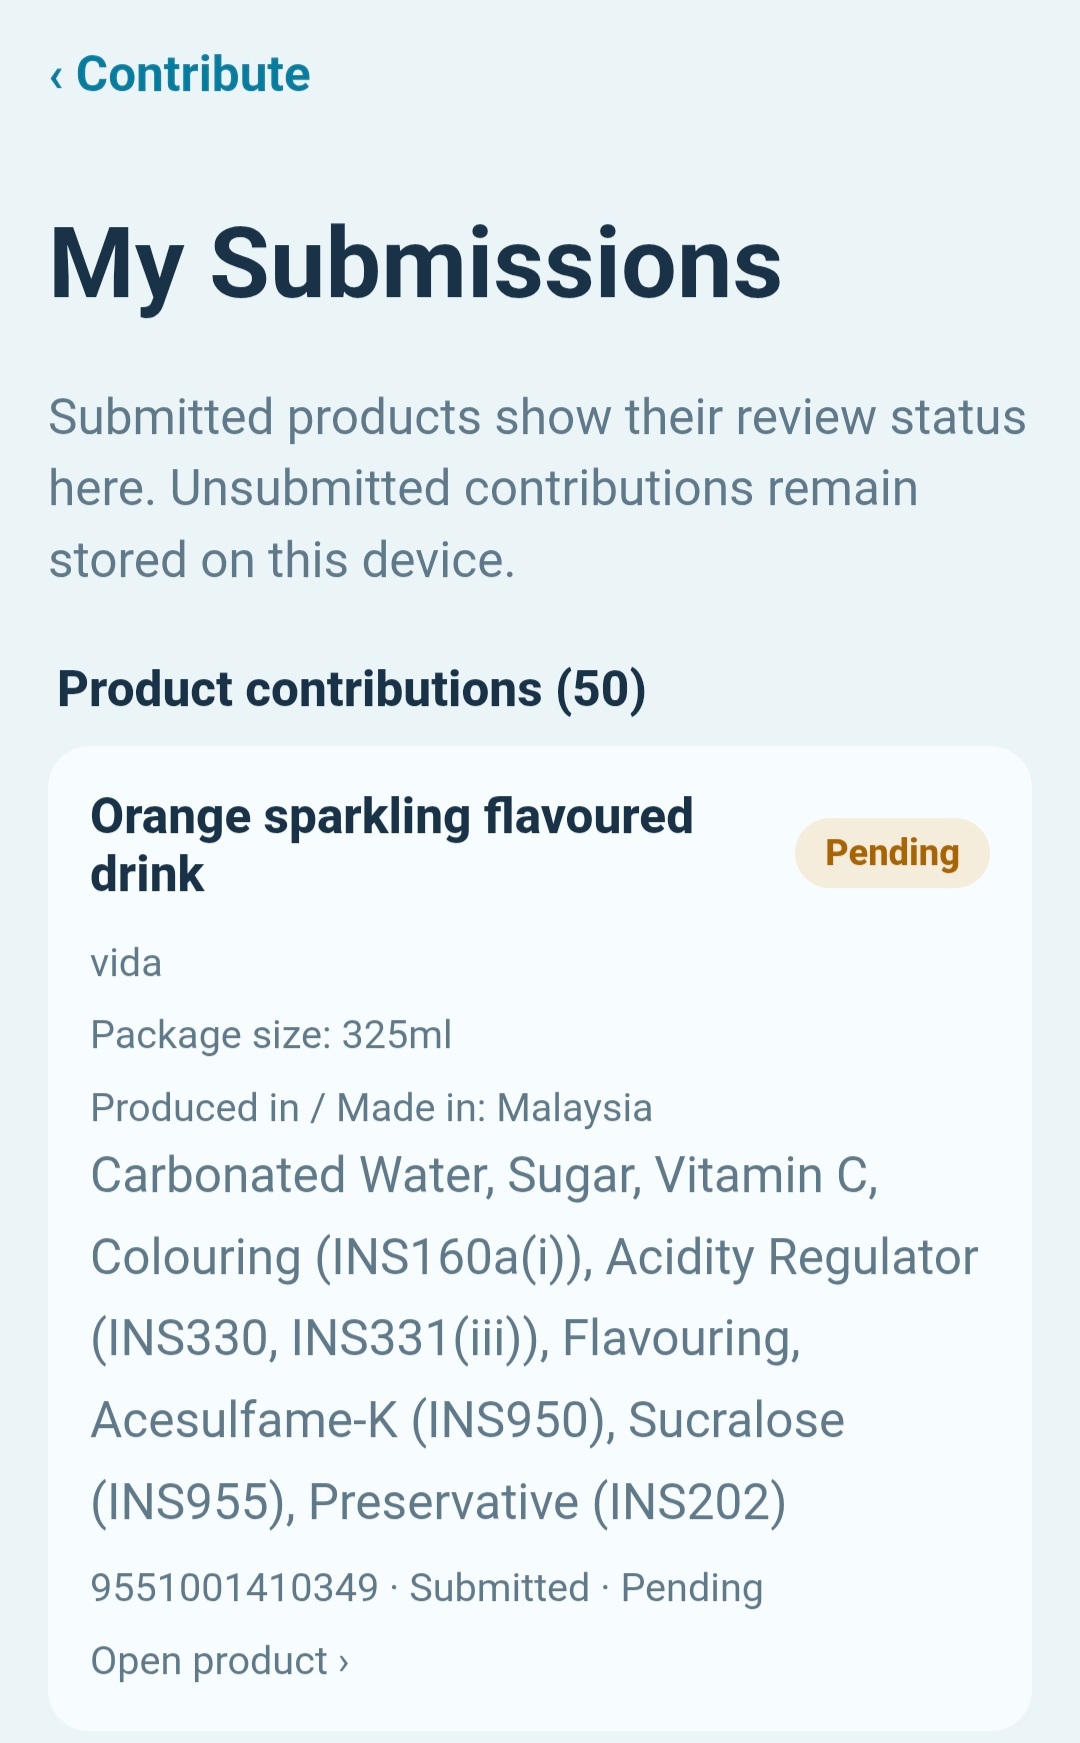 ‹ Contribute
My Submissions
Submitted products show their review status
here. Unsubmitted contributions remain
stored on this device.
Product contributions (50)
Orange sparkling flavoured
drink
Pending
vida
Package size: 325ml
Produced in / Made in: Malaysia
Carbonated Water, Sugar, Vitamin C,
Colouring (INS160a(i)), Acidity Regulator
(INS330, INS331(iii)), Flavouring,
Acesulfame-K (INS950), Sucralose
(INS955), Preservative (INS202)
9551001410349 · Submitted · Pending
Open product ›